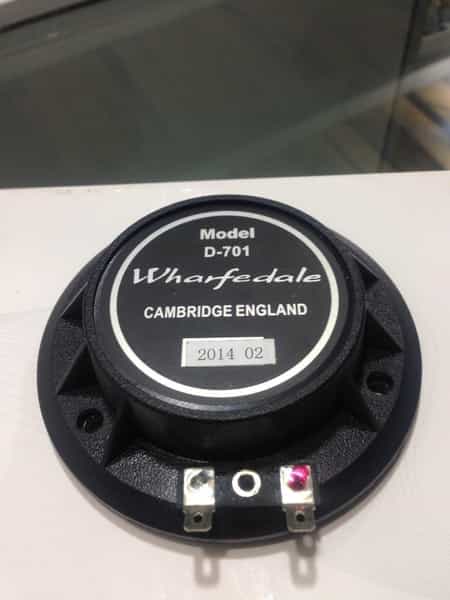 Model
D-701
Wharfedale
CAMBRIDGE ENGLAND
2014 02